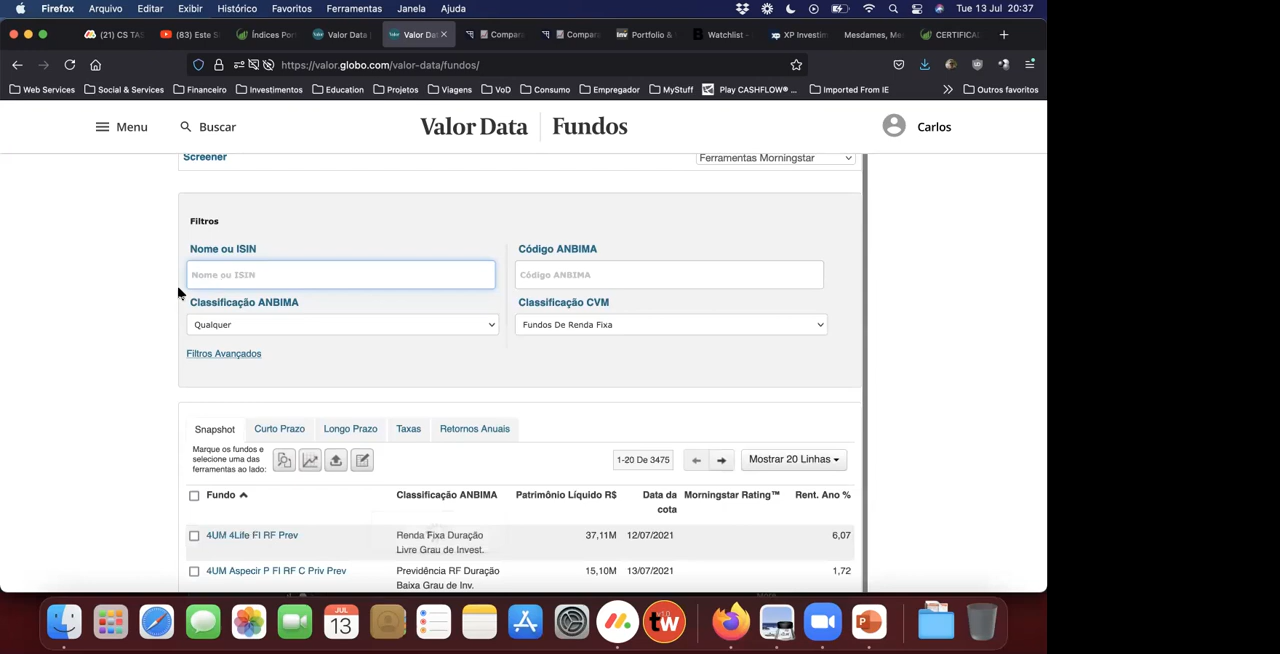 Firefox Arquivo Editar Exibir Histórico Favoritos Ferramentas Janela Ajuda Tue 13 Jul 20:37
(21) CS TAS (83) Este S Índices Por Valor Data Valor Dat Compara Compara Portfolio & Watchlist - XP Investim Mesdames, Me CERTIFICA
https://valor.globo.com/valor-data/fundos/
Web Services Social & Services Financeiro Investimentos Education Projetos Viagens VoD Consumo Empregador MyStuff Play CASHFLOW® ... Imported From IE Outros favoritos
Menu Buscar Valor Data Fundos Carlos
Screener Ferramentas Morningstar
Filtros
Nome ou ISIN Código ANBIMA
Nome ou ISIN Código ANBIMA
Classificação ANBIMA Classificação CVM
Qualquer Fundos De Renda Fixa
Filtros Avançados
Snapshot Curto Prazo Longo Prazo Taxas Retornos Anuais
Marque os fundos e
selecione uma das
ferramentas ao lado:
1-20 De 3475 Mostrar 20 Linhas
Fundo Classificação ANBIMA Patrimônio Líquido R$ Data da cota Morningstar Rating™ Rent. Ano %
4UM 4Life FI RF Prev Renda Fixa Duração 37,11M 12/07/2021 6,07
Livre Grau de Invest.
4UM Aspecir P FI RF C Priv Prev Previdência RF Duração 15,10M 13/07/2021 1,72
Baixa Grau de Inv.
JUL
13
tw